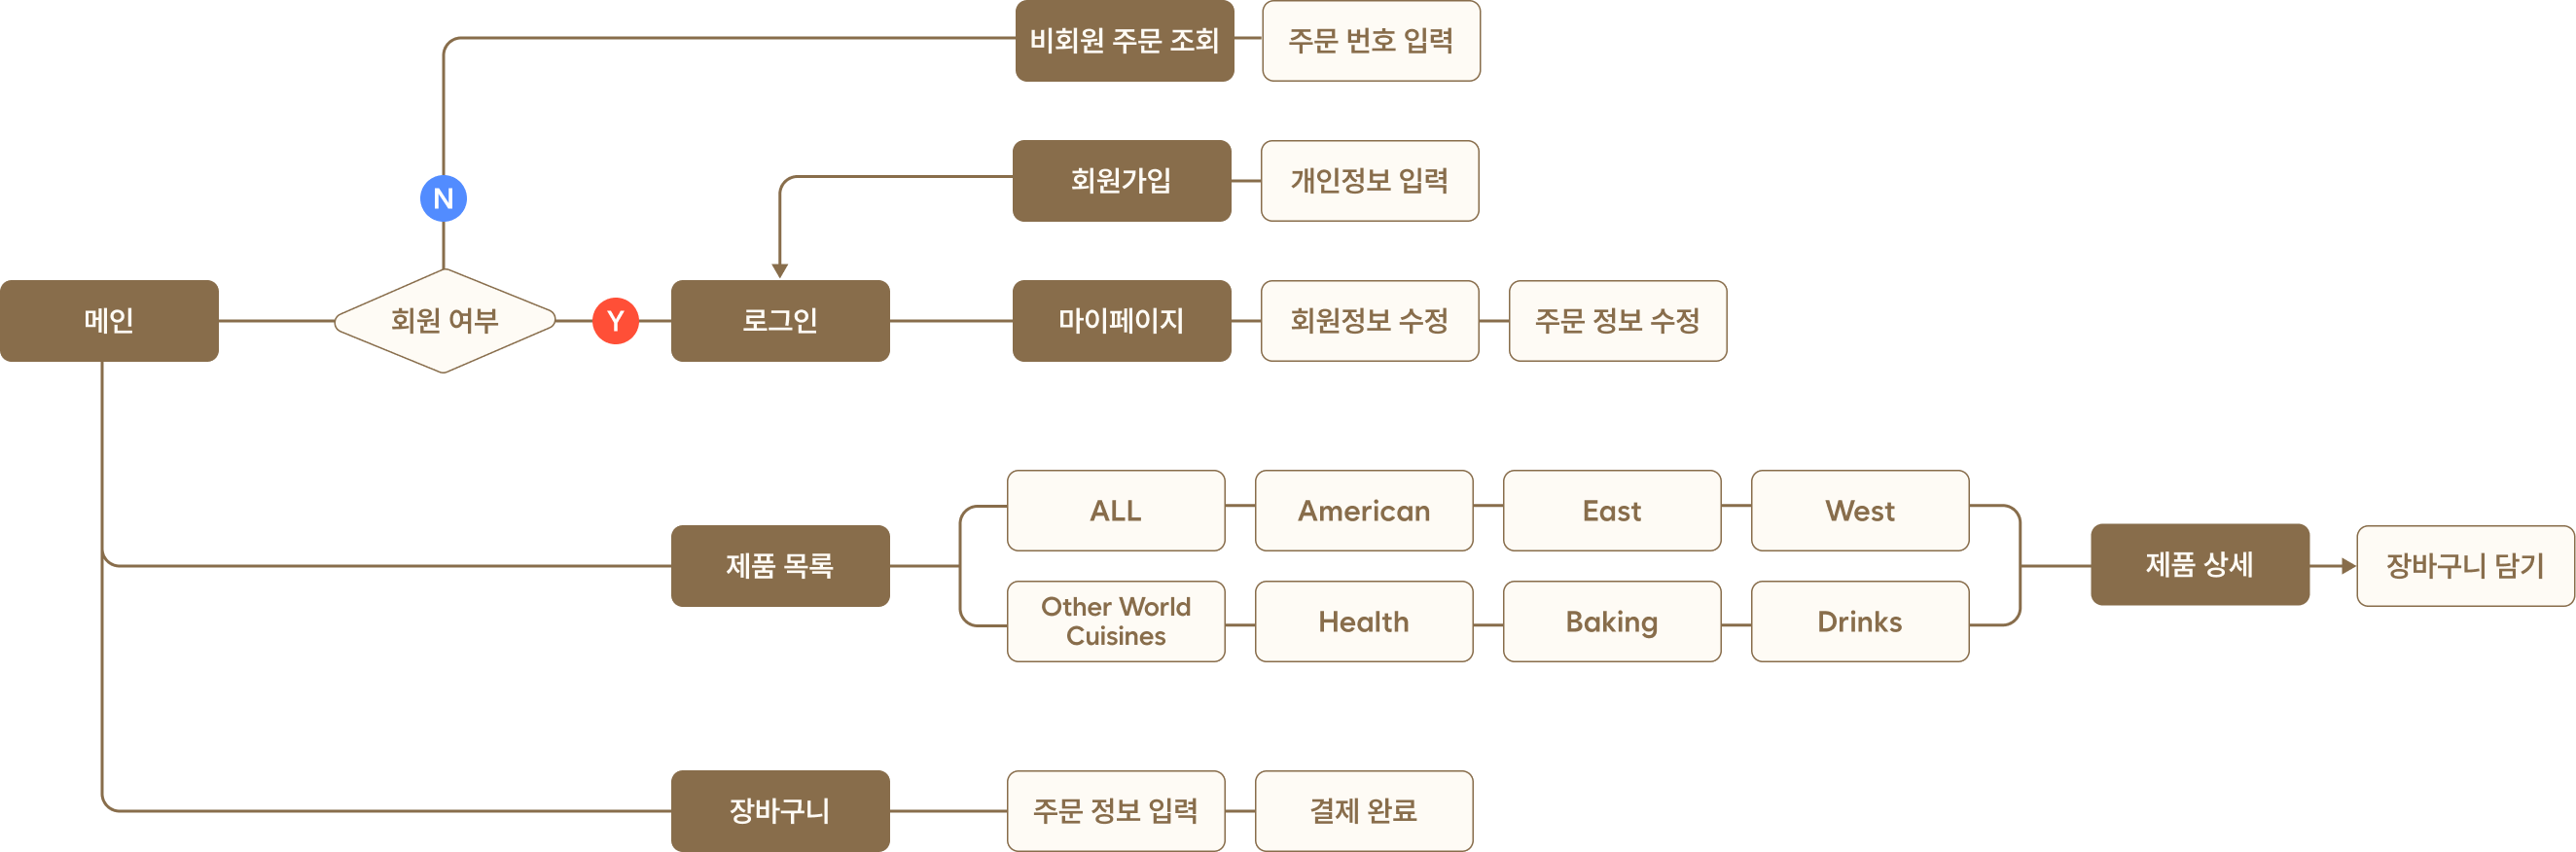 비회원 주문 조회
주문 번호 입력
회원가입
개인정보 입력
N
메인
회원 여부
Y
로그인
마이페이지
회원정보 수정
주문 정보 수정
ALL
American
East
West
제품 목록
제품 상세
장바구니 담기
Other World
Cuisines
Health
Baking
Drinks
장바구니
주문 정보 입력
결제 완료